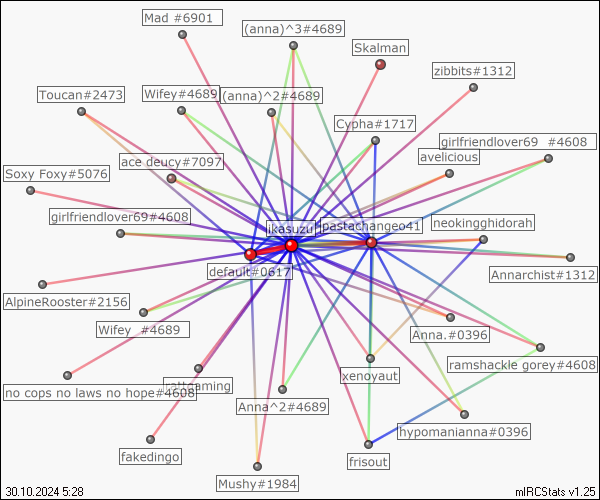 Mad #6901
(anna)^3#4689
Skalman
zibbits#1312
Toucan#2473
Wifey#4689
(anna)^2#4689
Cypha#1717
girlfriendlover69 #4608
avelicious
ace deucy#7097
Soxy Foxy#5076
girlfriendlover69#4608
ikasuzu
lpastachangeo41
neokingghidorah
default#0617
Annarchist#1312
AlpineRooster#2156
Wifey #4689
Anna.#0396
ramshackle gorey#4608
xenoyaut
no cops no laws no hope#4608
Anna^2#4689
hypomanianna#0396
fakedingo
frisout
Mushy#1984
30.10.2024 5:28
mIRCStats v1.25